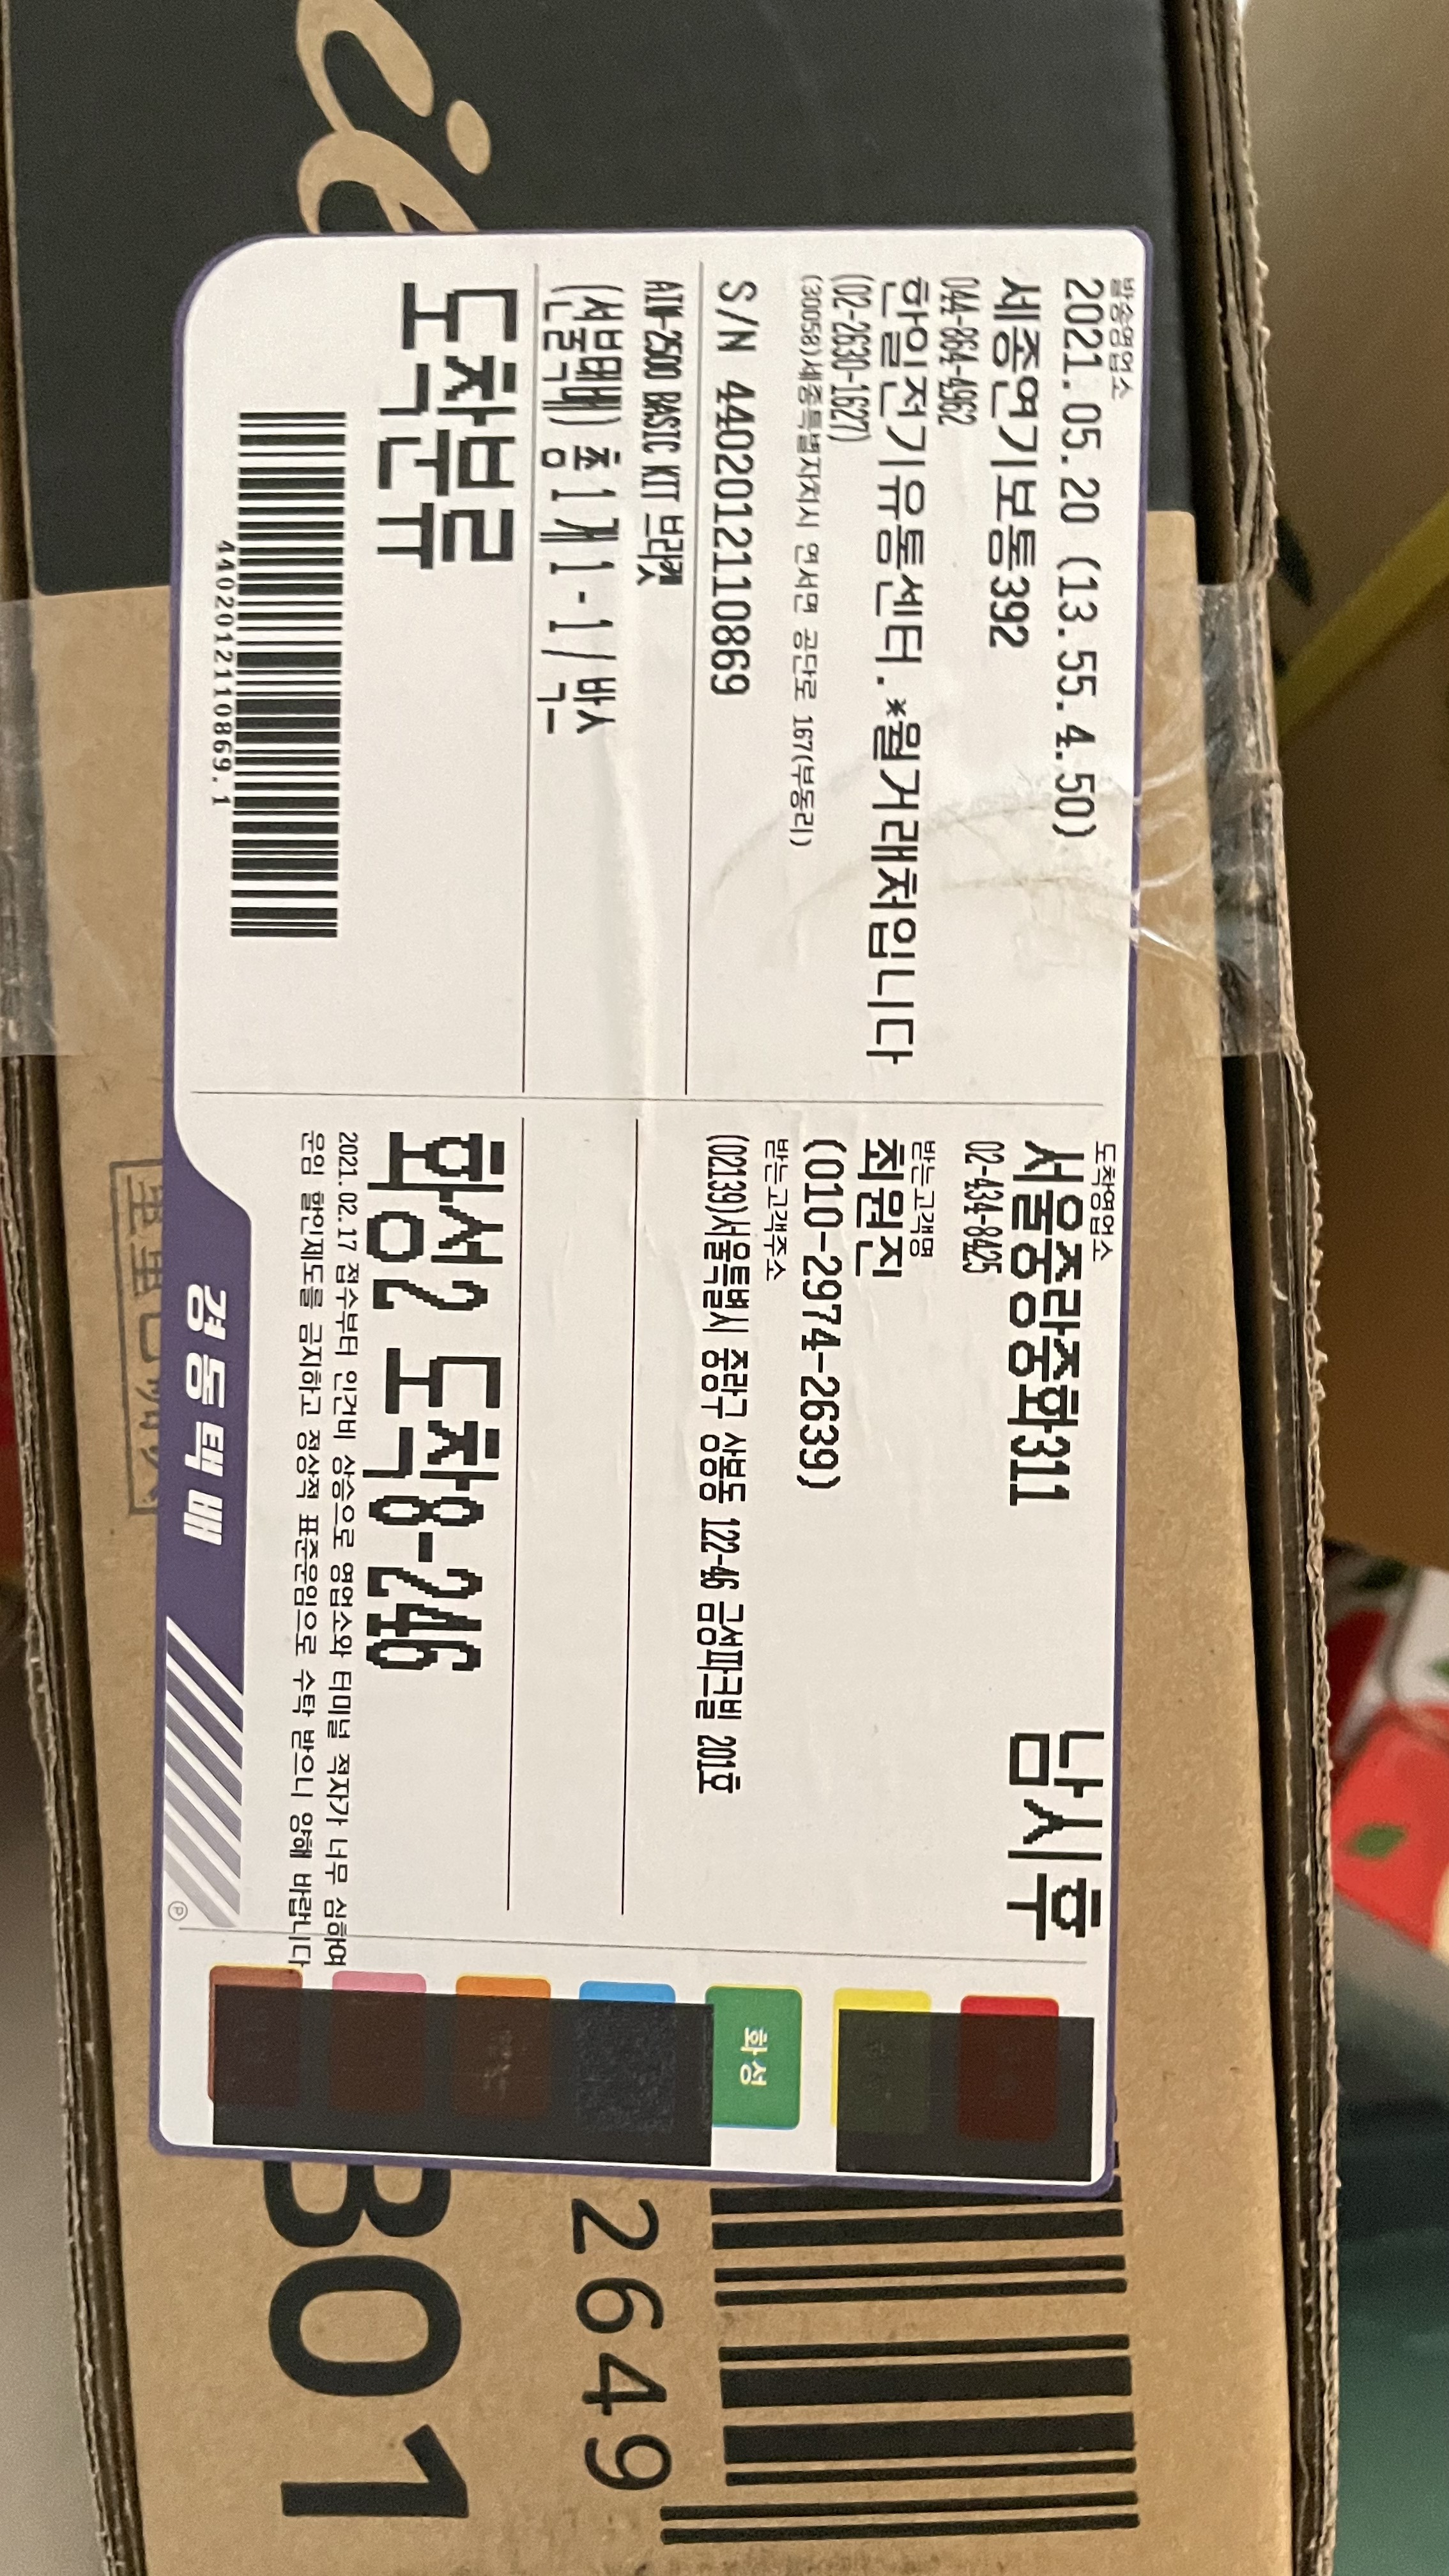 발송영업소
2021.05.20 (13.55.4.50)
세종연기보통392
044-864-4962
한일전기유통센터.*월거래처입니다
(02-2630-1627)
(30058)세종특별자치시 연서면 공단로 167(부동리)
S/N 4402012110869
AIW-2500 BASIC KIT 브라켓
(선불택배) 총 1 개 1 - 1 / 박스
도착분류
4402012110869.1
도착영업소
서울중랑중화311
남시후
02-434-8425
받는고객명
최원진
(010-2974-2639)
받는고객주소
(02139)서울특별시 중랑구 상봉동 122-46 금성파크빌 201호
화성2 도착8-246
2021.02.17 접수부터 인건비 상승으로 영업소와 터미널 적자가 너무 심하여
운임 할인제도를 금지하고 정상적 표준운임으로 수탁 받으니 양해 바랍니다
경동택배
P
화성
2649
B01